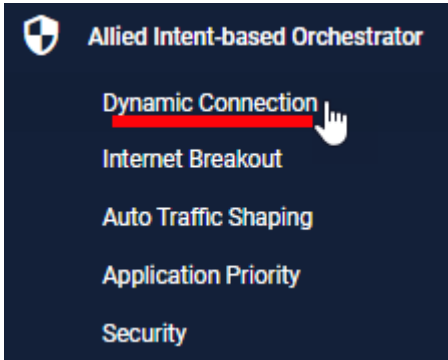 Allied Intent-based Orchestrator
Dynamic Connection
Internet Breakout
Auto Traffic Shaping
Application Priority
Security